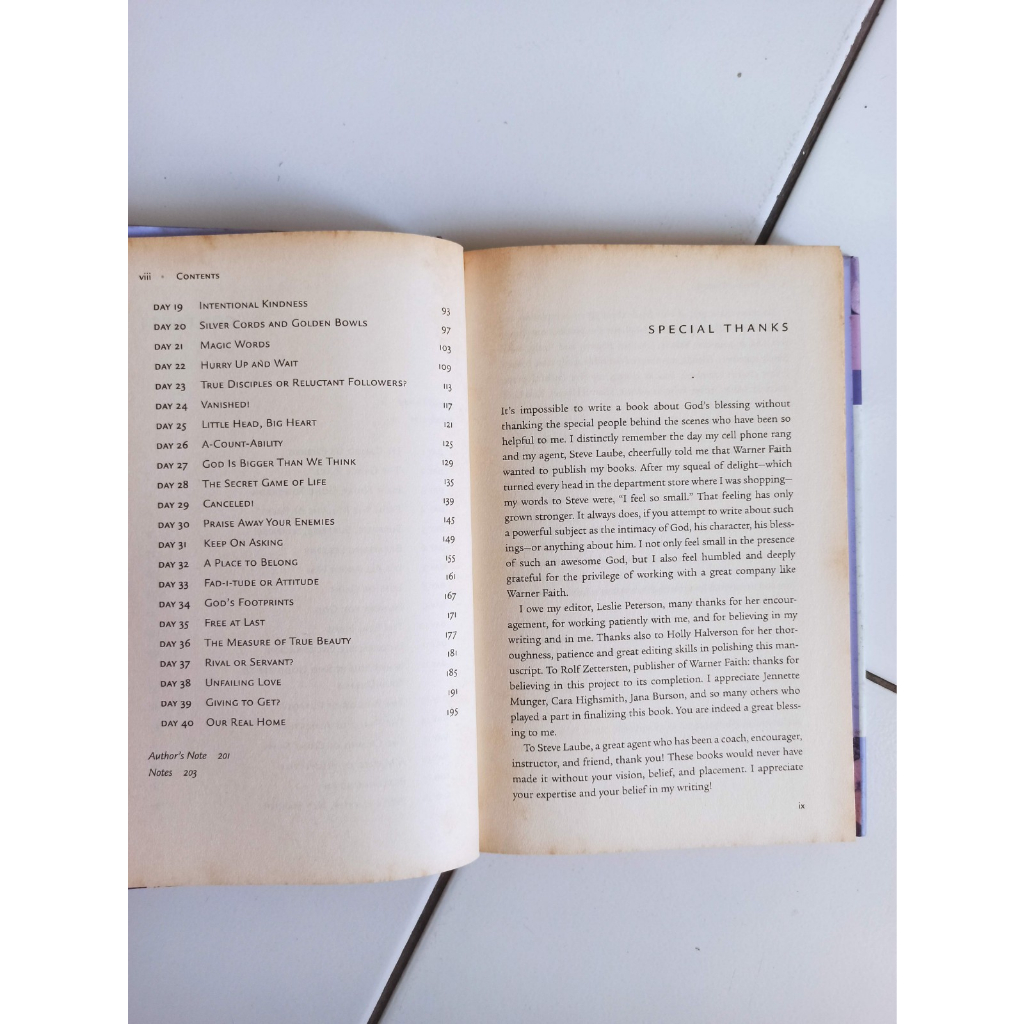 viii • CONTENTS
DAY 19 INTENTIONAL KINDNESS 93
DAY 20 SILVER CORDS AND GOLDEN BOWLS 97
DAY 21 MAGIC WORDS 103
DAY 22 HURRY UP AND WAIT 109
DAY 23 TRUE DISCIPLES OR RELUCTANT FOLLOWERS? 113
DAY 24 VANISHED! 117
DAY 25 LITTLE HEAD, BIG HEART 121
DAY 26 A-COUNT-ABILITY 125
DAY 27 GOD IS BIGGER THAN WE THINK 129
DAY 28 THE SECRET GAME OF LIFE 135
DAY 29 CANCELED! 139
DAY 30 PRAISE AWAY YOUR ENEMIES 145
DAY 31 KEEP ON ASKING 149
DAY 32 A PLACE TO BELONG 155
DAY 33 FAD-I-TUDE OR ATTITUDE 161
DAY 34 GOD'S FOOTPRINTS 167
DAY 35 FREE AT LAST 171
DAY 36 THE MEASURE OF TRUE BEAUTY 177
DAY 37 RIVAL OR SERVANT? 181
DAY 38 UNFAILING LOVE 185
DAY 39 GIVING TO GET? 191
DAY 40 OUR REAL HOME 195
Author's Note 201
Notes 203
SPECIAL THANKS
It's impossible to write a book about God's blessing without
thanking the special people behind the scenes who have been so
helpful to me. I distinctly remember the day my cell phone rang
and my agent, Steve Laube, cheerfully told me that Warner Faith
wanted to publish my books. After my squeal of delight—which
turned every head in the department store where I was shopping—
my words to Steve were, "I feel so small." That feeling has only
grown stronger. It always does, if you attempt to write about such
a powerful subject as the intimacy of God, his character, his bless-
ings—or anything about him. I not only feel small in the presence
of such an awesome God, but I also feel humbled and deeply
grateful for the privilege of working with a great company like
Warner Faith.
I owe my editor, Leslie Peterson, many thanks for her encour-
agement, for working patiently with me, and for believing in my
writing and in me. Thanks also to Holly Halverson for her thor-
oughness, patience and great editing skills in polishing this man-
uscript. To Rolf Zettersten, publisher of Warner Faith: thanks for
believing in this project to its completion. I appreciate Jennette
Munger, Cara Highsmith, Jana Burson, and so many others who
played a part in finalizing this book. You are indeed a great bless-
ing to me.
To Steve Laube, a great agent who has been a coach, encourager,
instructor, and friend, thank you! These books would never have
made it without your vision, belief, and placement. I appreciate
your expertise and your belief in my writing!
ix